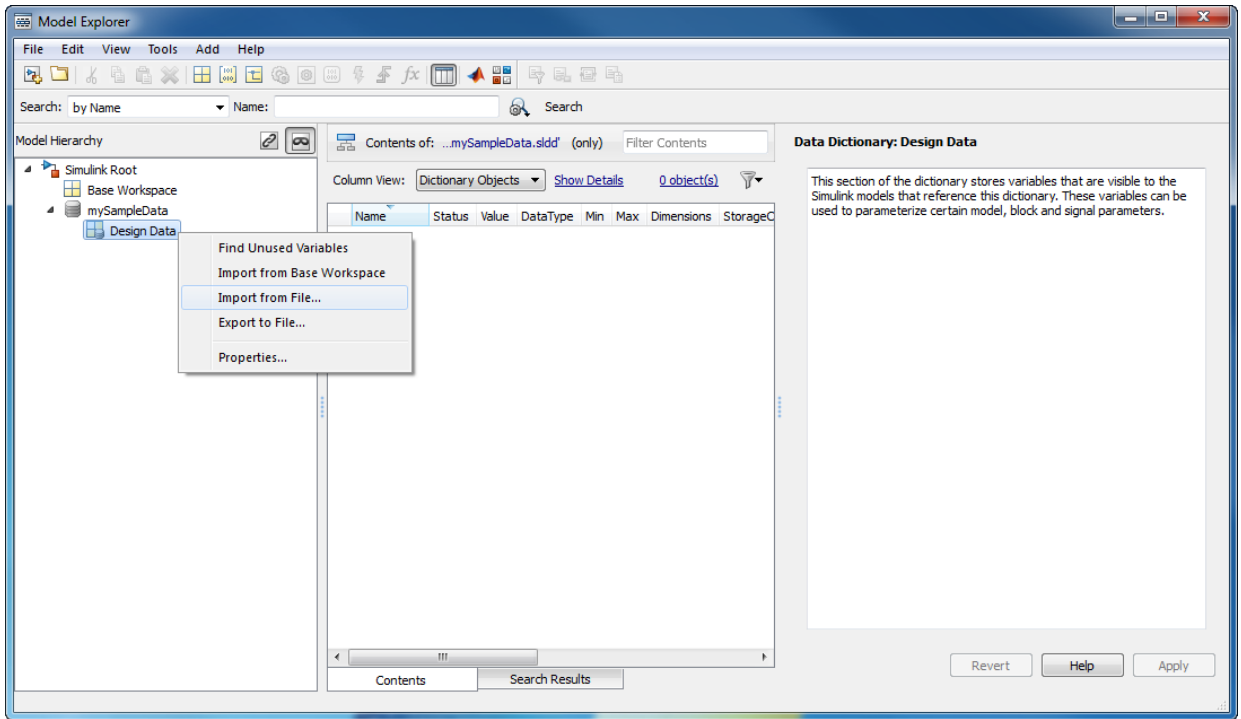 Model Explorer
File Edit View Tools Add Help
fx
Search: by Name Name: Search
Model Hierarchy
Simulink Root
Base Workspace
mySampleData
Design Data
Find Unused Variables
Import from Base Workspace
Import from File...
Export to File...
Properties...
Contents of: ...mySampleData.sldd' (only) Filter Contents
Column View: Dictionary Objects Show Details 0 object(s)
Name Status Value DataType Min Max Dimensions StorageC
Contents Search Results
Data Dictionary: Design Data
This section of the dictionary stores variables that are visible to the
Simulink models that reference this dictionary. These variables can be
used to parameterize certain model, block and signal parameters.
Revert Help Apply